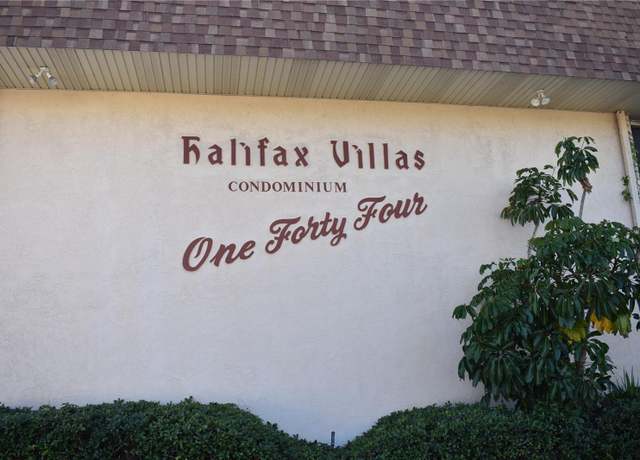 Halifax Villas
CONDOMINIUM
One Forty Four